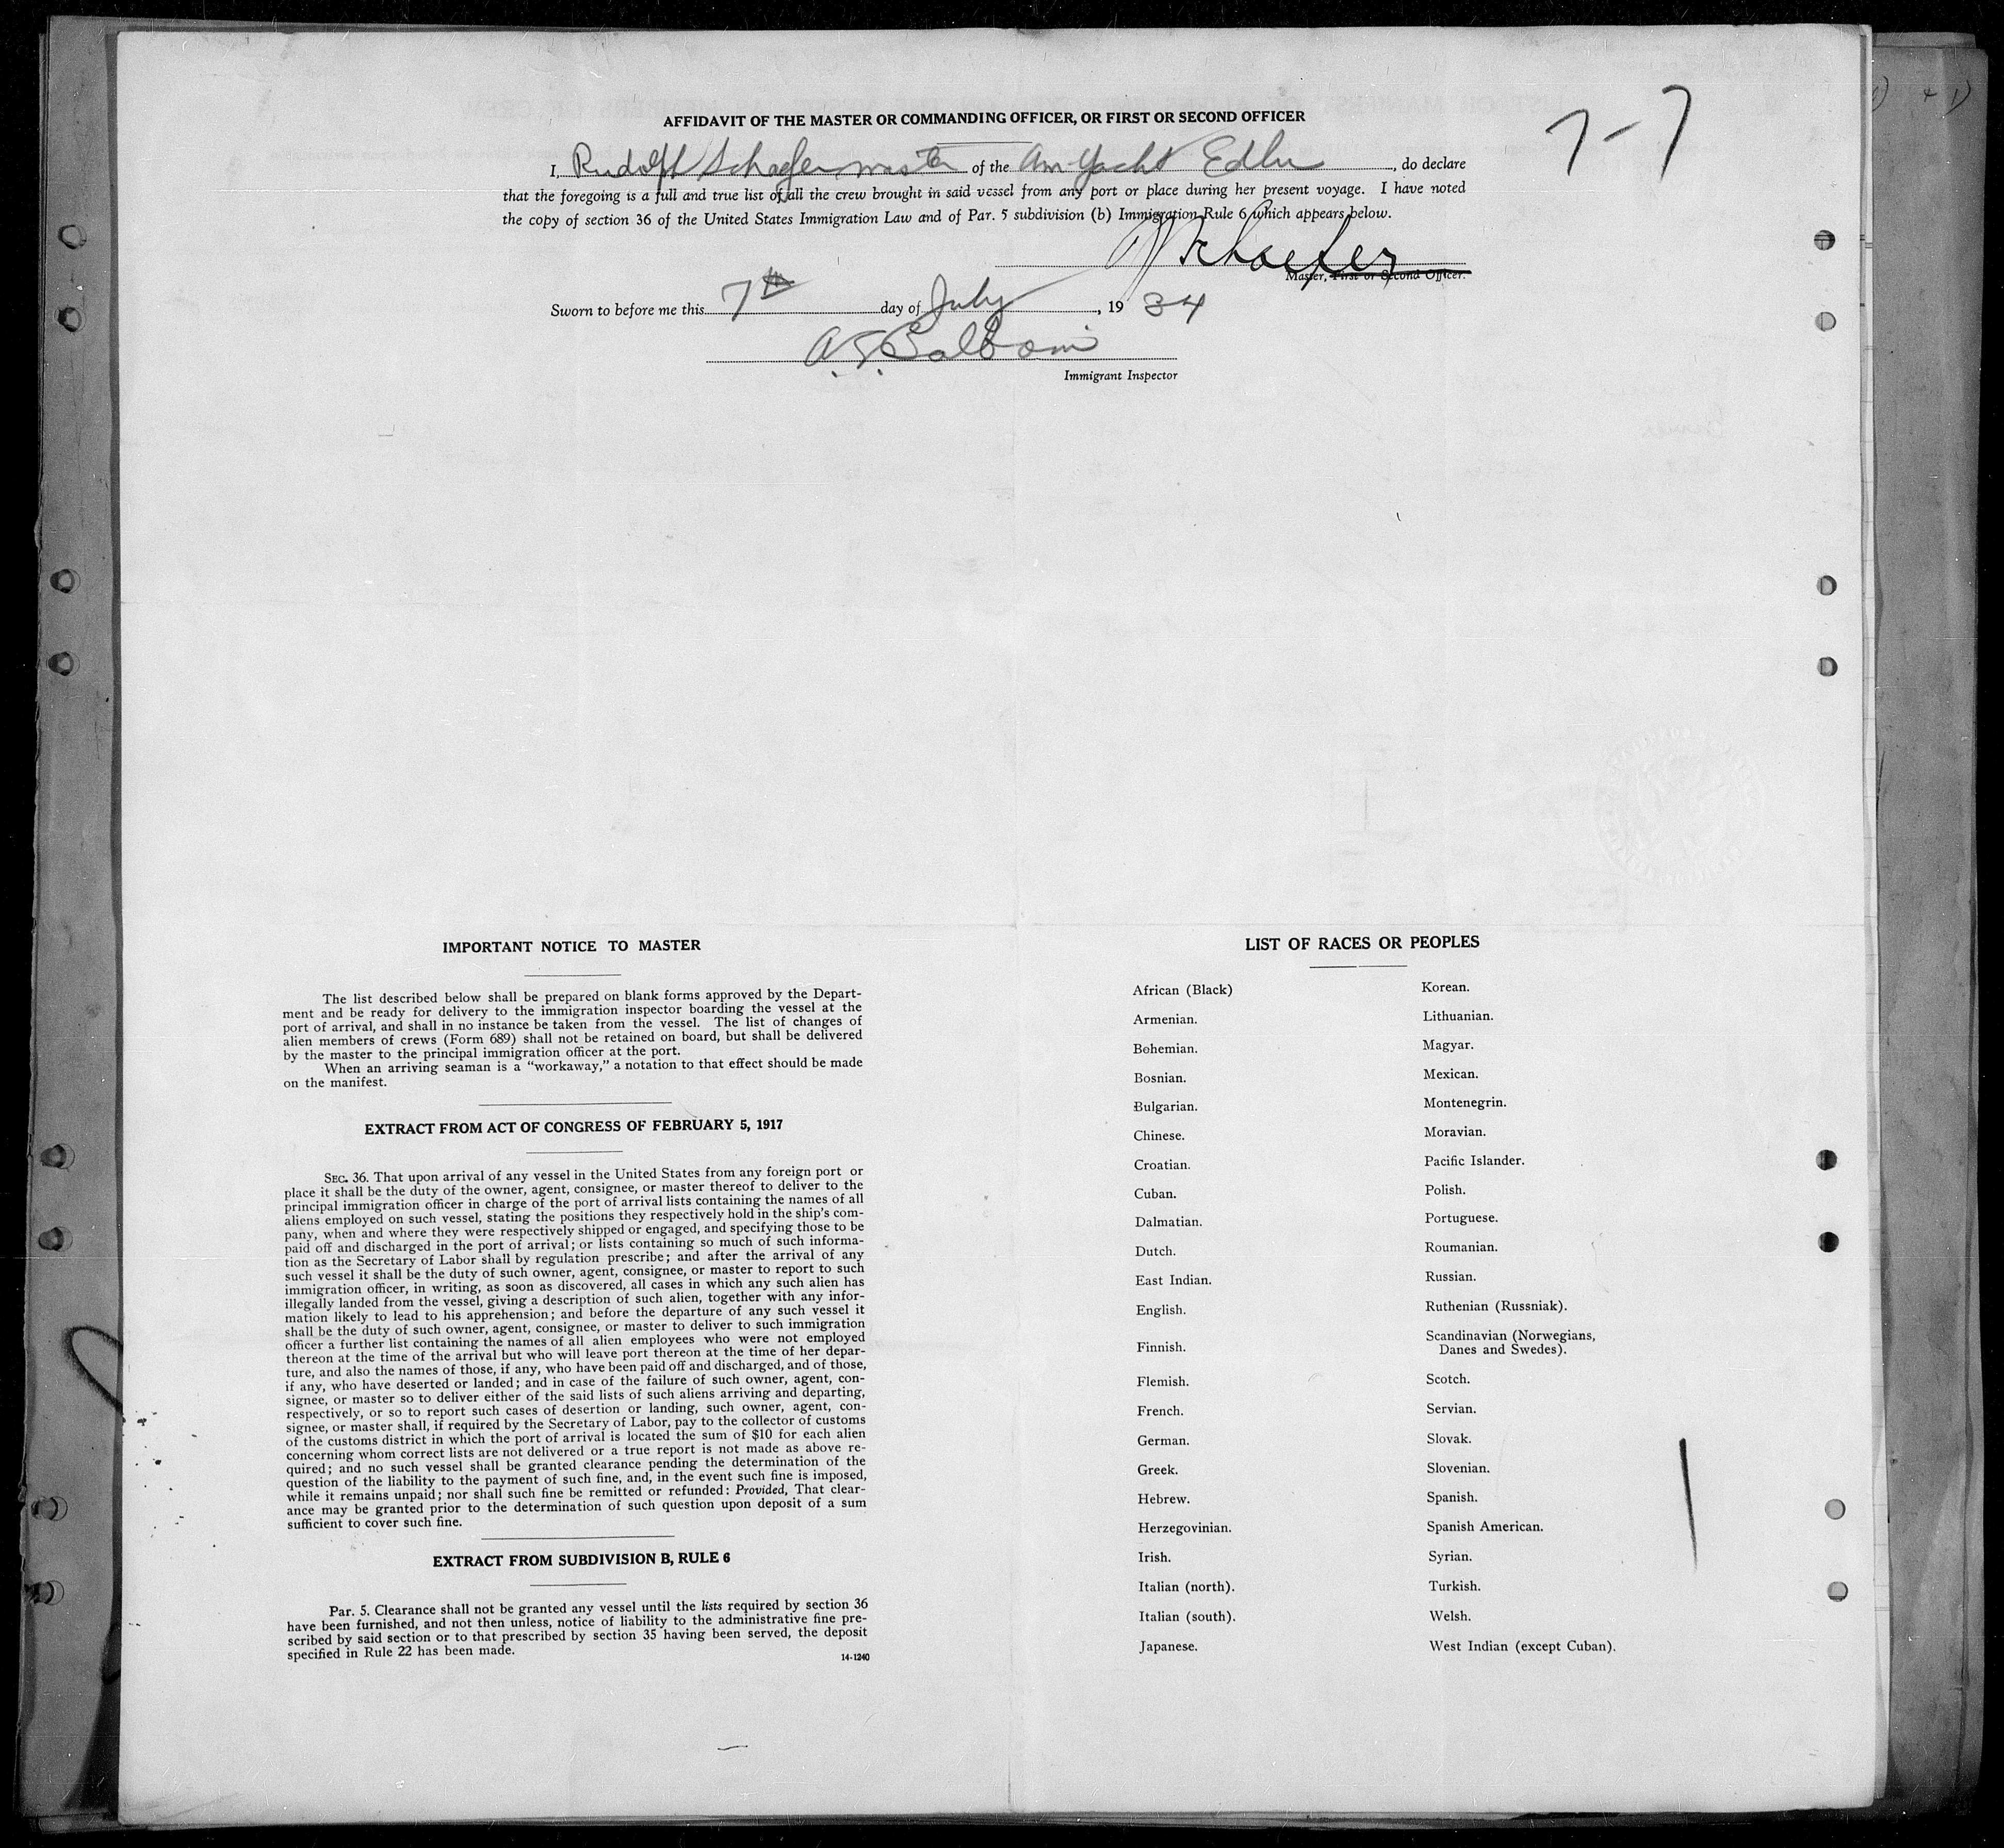 7-7
AFFIDAVIT OF THE MASTER OR COMMANDING OFFICER, OR FIRST OR SECOND OFFICER
I, Rudolf Schaefer master of the Am Yacht Edlu, do declare
that the foregoing is a full and true list of all the crew brought in said vessel from any port or place during her present voyage. I have noted
the copy of section 36 of the United States Immigration Law and of Par. 5 subdivision (b) Immigration Rule 6 which appears below.
Schaefer
Master, First or Second Officer.
Sworn to before me this 7th day of July, 1934
Immigrant Inspector
IMPORTANT NOTICE TO MASTER
The list described below shall be prepared on blank forms approved by the Depart-
ment and be ready for delivery to the immigration inspector boarding the vessel at the
port of arrival, and shall in no instance be taken from the vessel. The list of changes of
alien members of crews (Form 689) shall not be retained on board, but shall be delivered
by the master to the principal immigration officer at the port.
When an arriving seaman is a "workaway," a notation to that effect should be made
on the manifest.
EXTRACT FROM ACT OF CONGRESS OF FEBRUARY 5, 1917
SEC. 36. That upon arrival of any vessel in the United States from any foreign port or
place it shall be the duty of the owner, agent, consignee, or master thereof to deliver to the
principal immigration officer in charge of the port of arrival lists containing the names of all
aliens employed on such vessel, stating the positions they respectively hold in the ship's com-
pany, when and where they were respectively shipped or engaged, and specifying those to be
paid off and discharged in the port of arrival; or lists containing so much of such informa-
tion as the Secretary of Labor shall by regulation prescribe; and after the arrival of any
such vessel it shall be the duty of such owner, agent, consignee, or master to report to such
immigration officer, in writing, as soon as discovered, all cases in which any such alien has
illegally landed from the vessel, giving a description of such alien, together with any infor-
mation likely to lead to his apprehension; and before the departure of any such vessel it
shall be the duty of such owner, agent, consignee, or master to deliver to such immigration
officer a further list containing the names of all alien employees who were not employed
thereon at the time of the arrival but who will leave port thereon at the time of her depar-
ture, and also the names of those, if any, who have been paid off and discharged, and of those,
if any, who have deserted or landed; and in case of the failure of such owner, agent, con-
signee, or master so to deliver either of the said lists of such aliens arriving and departing,
respectively, or so to report such cases of desertion or landing, such owner, agent, con-
signee, or master shall, if required by the Secretary of Labor, pay to the collector of customs
of the customs district in which the port of arrival is located the sum of $10 for each alien
concerning whom correct lists are not delivered or a true report is not made as above re-
quired; and no such vessel shall be granted clearance pending the determination of the
question of the liability to the payment of such fine, and, in the event such fine is imposed,
while it remains unpaid; nor shall such fine be remitted or refunded: Provided, That clear-
ance may be granted prior to the determination of such question upon deposit of a sum
sufficient to cover such fine.
EXTRACT FROM SUBDIVISION B, RULE 6
Par. 5. Clearance shall not be granted any vessel until the lists required by section 36
have been furnished, and not then unless, notice of liability to the administrative fine pre-
scribed by said section or to that prescribed by section 35 having been served, the deposit
specified in Rule 22 has been made.
14-1240
LIST OF RACES OR PEOPLES
African (Black)
Armenian.
Bohemian.
Bosnian.
Bulgarian.
Chinese.
Croatian.
Cuban.
Dalmatian.
Dutch.
East Indian.
English.
Finnish.
Flemish.
French.
German.
Greek.
Hebrew.
Herzegovinian.
Irish.
Italian (north).
Italian (south).
Japanese.
Korean.
Lithuanian.
Magyar.
Mexican.
Montenegrin.
Moravian.
Pacific Islander.
Polish.
Portuguese.
Roumanian.
Russian.
Ruthenian (Russniak).
Scandinavian (Norwegians,
Danes and Swedes).
Scotch.
Servian.
Slovak.
Slovenian.
Spanish.
Spanish American.
Syrian.
Turkish.
Welsh.
West Indian (except Cuban).